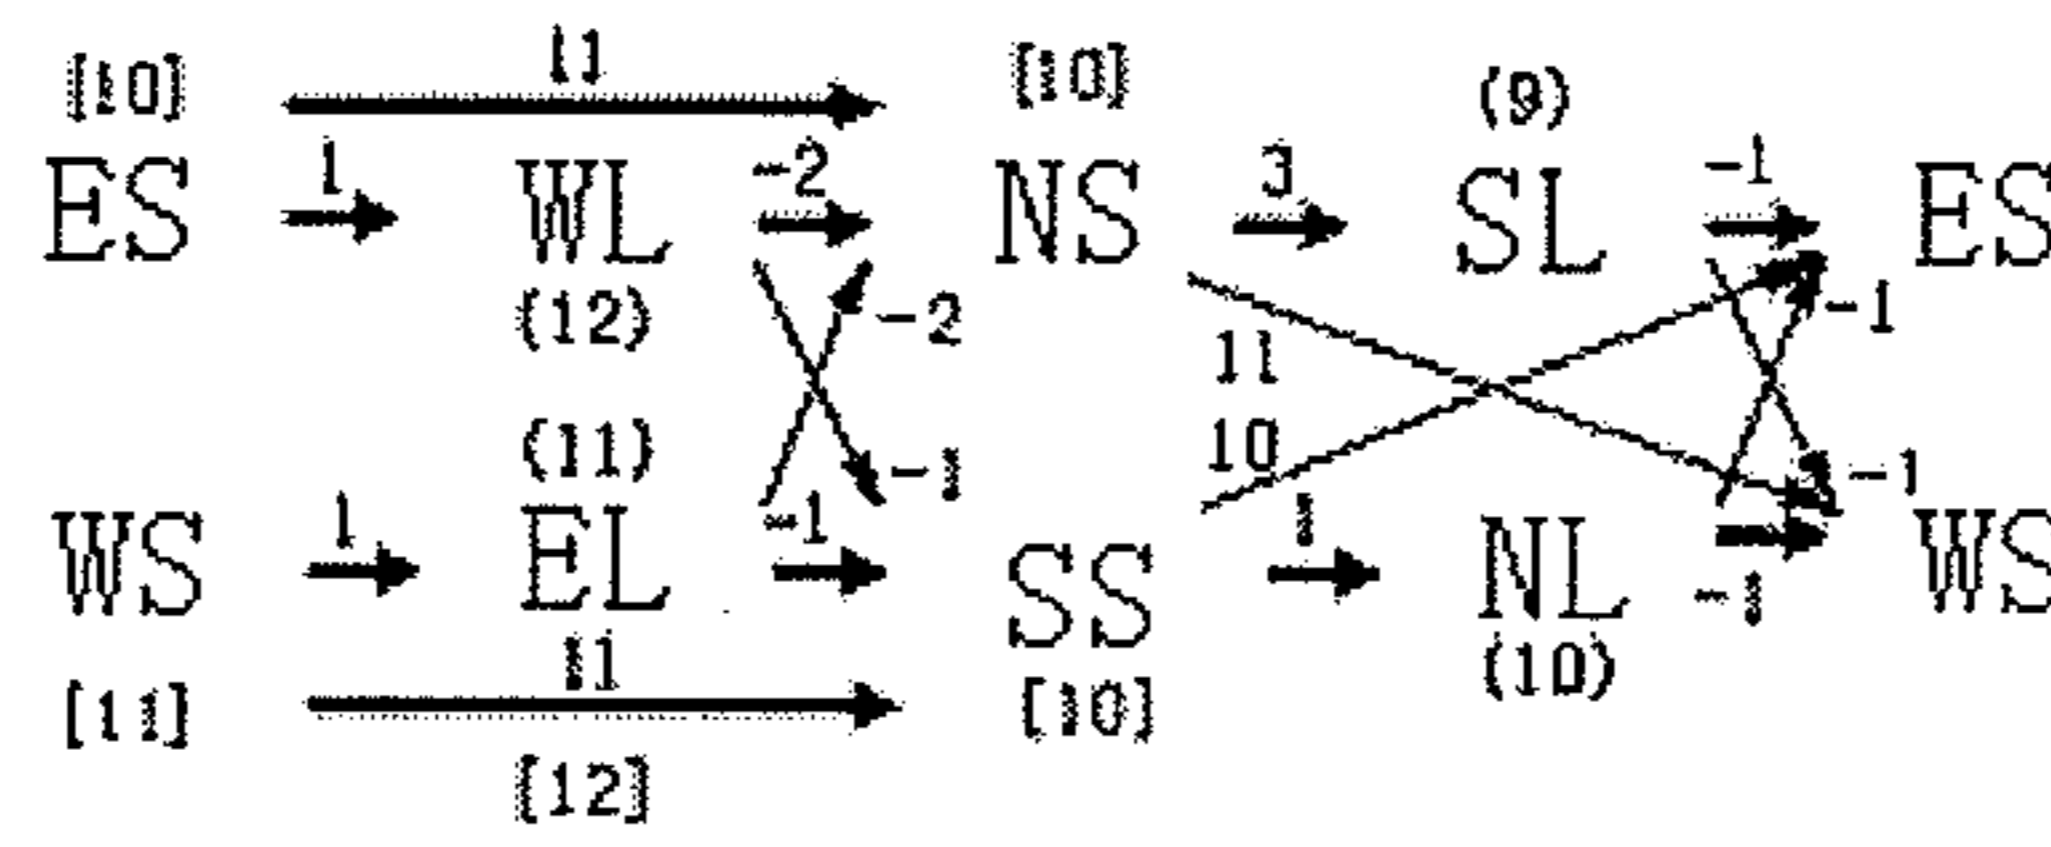 [10] 11 [10] (9)
1 -2 3 -1
ES WL NS SL ES
(12) -2 -1
11
(11) 10 -1 -1
1 -1 1
WS EL SS NL -1 WS
11 (10)
[11] [10]
[12]